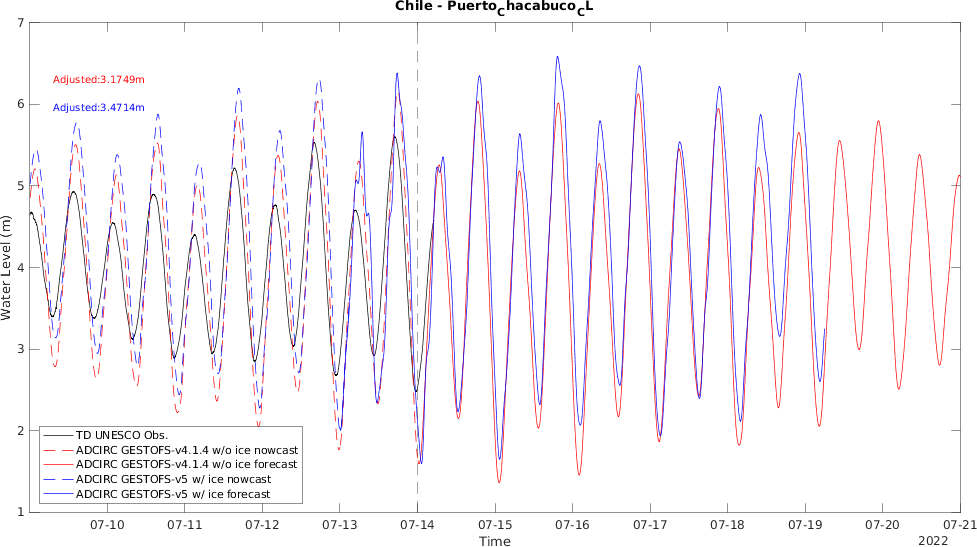 Chile - Puerto_Chacabuco_CL
Adjusted:3.1749m
Adjusted:3.4714m
7
6
5
4
3
2
1
Water Level (m)
TD UNESCO Obs.
ADCIRC GESTOFS-v4.1.4 w/o ice nowcast
ADCIRC GESTOFS-v4.1.4 w/o ice forecast
ADCIRC GESTOFS-v5 w/ ice nowcast
ADCIRC GESTOFS-v5 w/ ice forecast
07-10 07-11 07-12 07-13 07-14 07-15 07-16 07-17 07-18 07-19 07-20 07-21
Time
2022